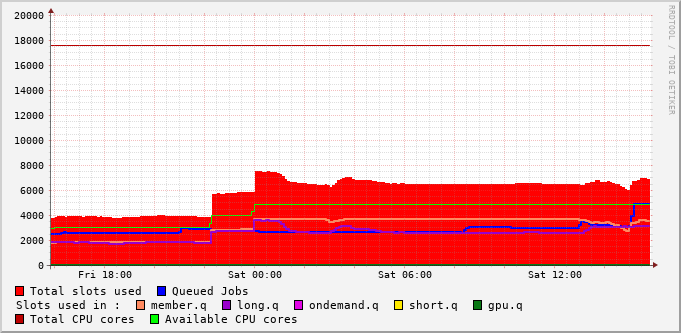 20000
18000
16000
14000
12000
10000
8000
6000
4000
2000
0
Fri 18:00 Sat 00:00 Sat 06:00 Sat 12:00
Total slots used Queued Jobs
Slots used in : member.q long.q ondemand.q short.q gpu.q
Total CPU cores Available CPU cores
RRDTOOL / TOBI OETIKER